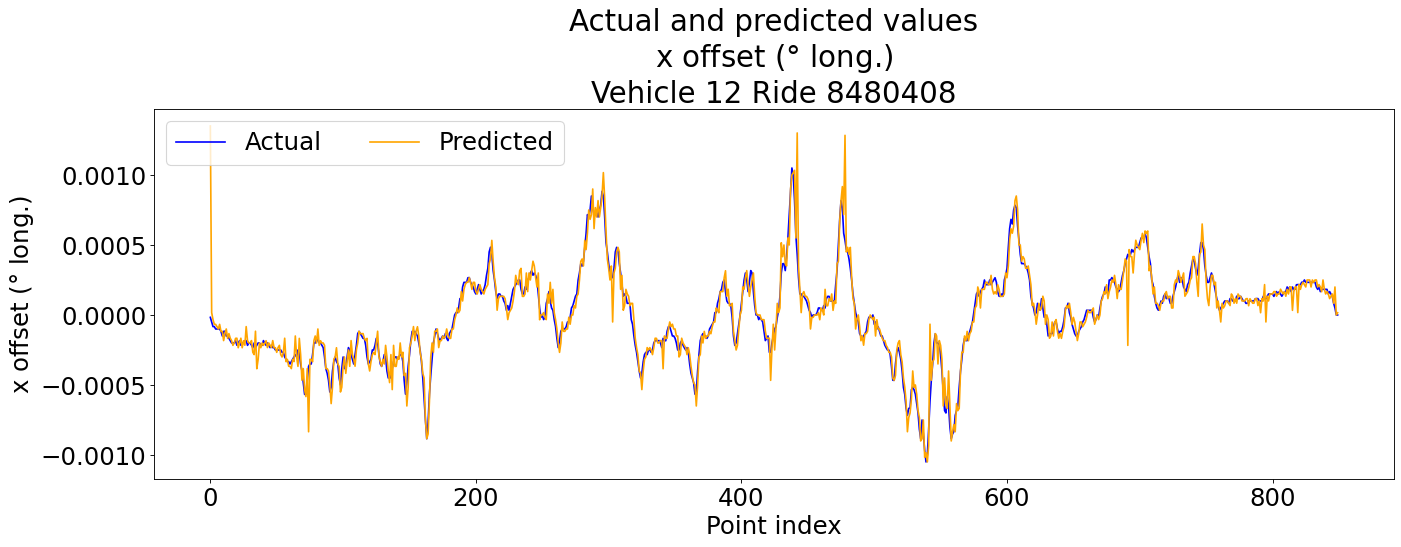 Actual and predicted values
x offset (° long.)
Vehicle 12 Ride 8480408
Actual
Predicted
x offset (° long.)
0.0010
0.0005
0.0000
−0.0005
−0.0010
0
200
400
600
800
Point index